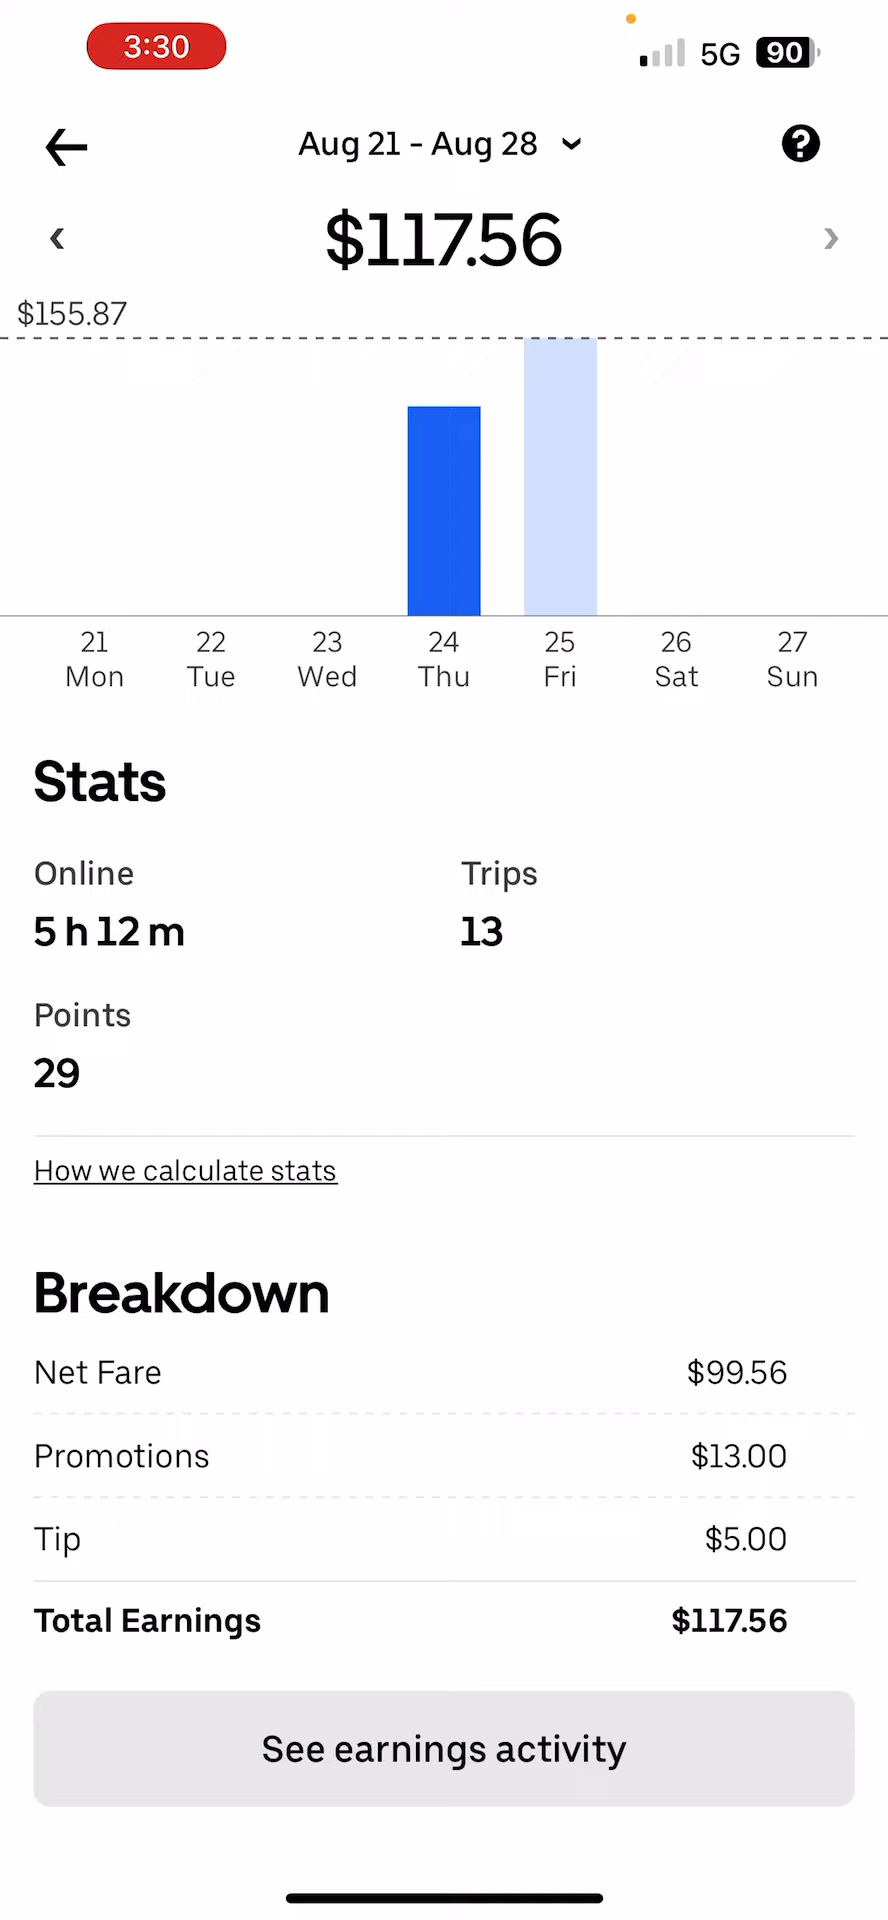 3:30
5G 90
Aug 21 - Aug 28
?
$117.56
$155.87
21 22 23 24 25 26 27
Mon Tue Wed Thu Fri Sat Sun
Stats
Online Trips
5 h 12 m 13
Points
29
How we calculate stats
Breakdown
Net Fare $99.56
Promotions $13.00
Tip $5.00
Total Earnings $117.56
See earnings activity